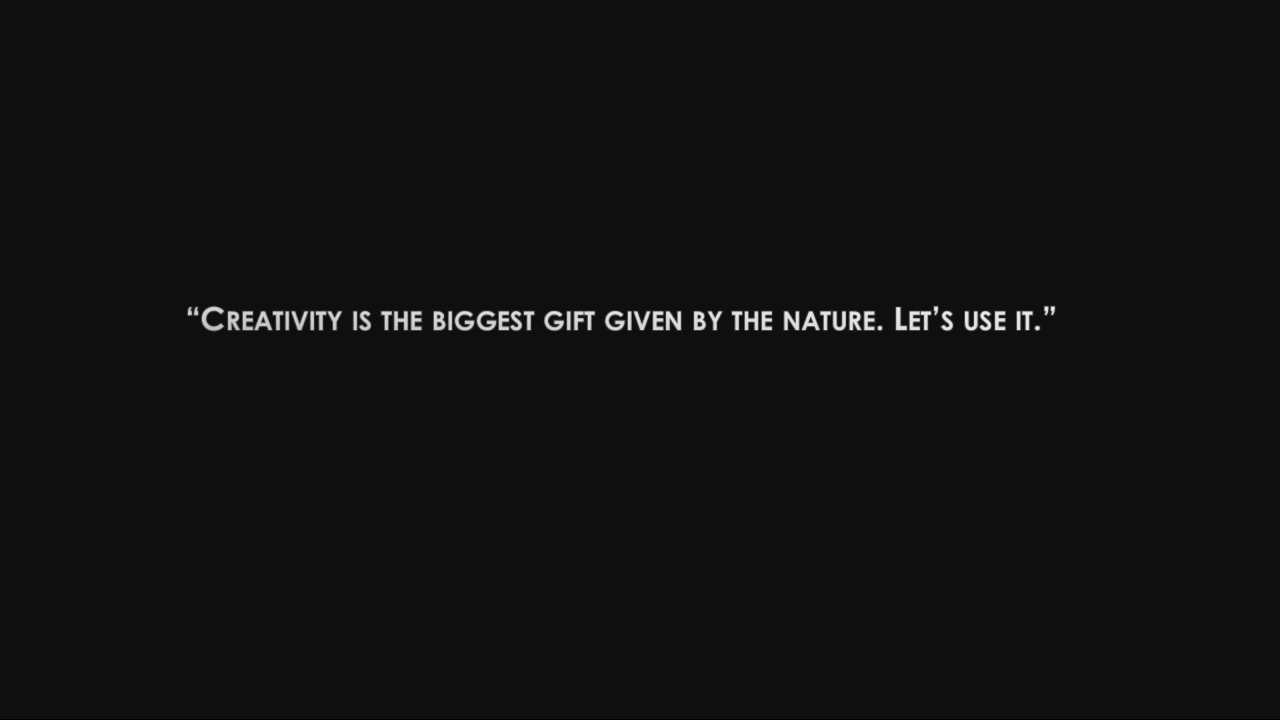 “Creativity is the biggest gift given by the nature. Let’s use it.”